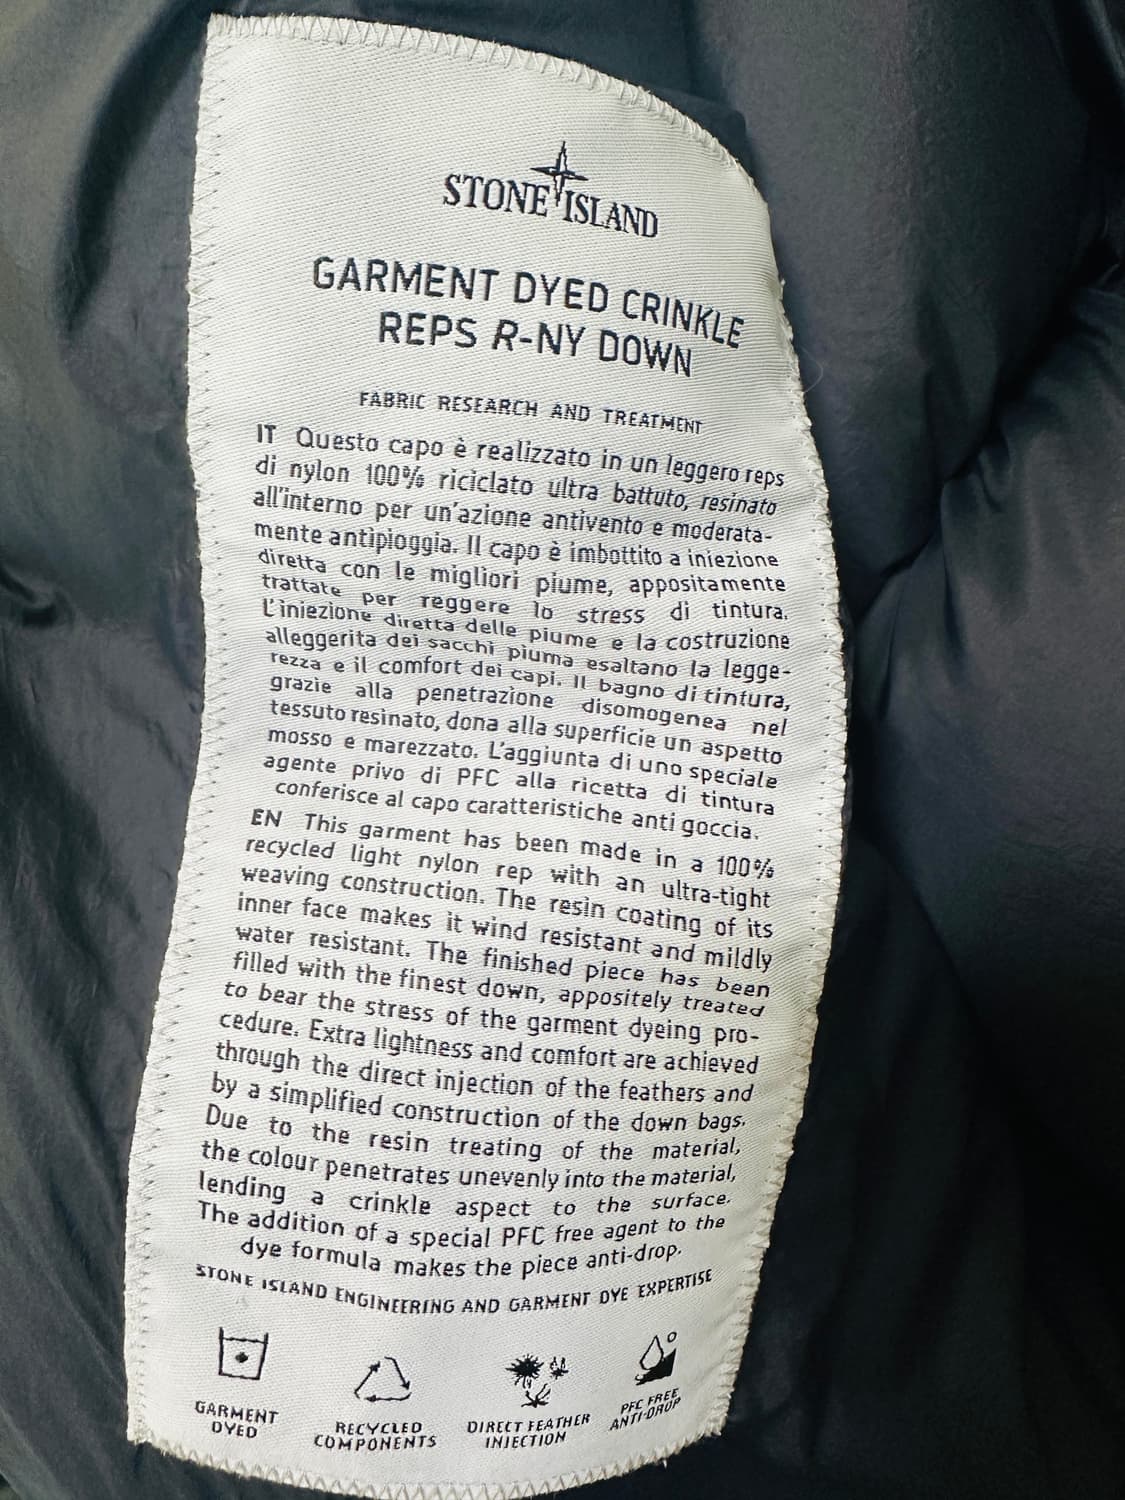 STONE ISLAND
GARMENT DYED CRINKLE
REPS R-NY DOWN
FABRIC RESEARCH AND TREATMENT
IT Questo capo è realizzato in un leggero reps
di nylon 100% riciclato ultra battuto, resinato
all'interno per un'azione antivento e moderata-
mente antipioggia. Il capo è imbottito a iniezione
diretta con le migliori piume, appositamente
trattate per reggere lo stress di tintura.
L'iniezione diretta delle piume e la costruzione
alleggerita dei sacchi piuma esaltano la legge-
rezza e il comfort dei capi. Il bagno di tintura,
grazie alla penetrazione disomogenea nel
tessuto resinato, dona alla superficie un aspetto
mosso e marezzato. L'aggiunta di uno speciale
agente privo di PFC alla ricetta di tintura
conferisce al capo caratteristiche anti goccia.
EN This garment has been made in a 100%
recycled light nylon rep with an ultra-tight
weaving construction. The resin coating of its
inner face makes it wind resistant and mildly
water resistant. The finished piece has been
filled with the finest down, appositely treated
to bear the stress of the garment dyeing pro-
cedure. Extra lightness and comfort are achieved
through the direct injection of the feathers and
by a simplified construction of the down bags.
Due to the resin treating of the material,
the colour penetrates unevenly into the material,
lending a crinkle aspect to the surface.
The addition of a special PFC free agent to the
dye formula makes the piece anti-drop.
STONE ISLAND ENGINEERING AND GARMENT DYE EXPERTISE
GARMENT
DYED
RECYCLED
COMPONENTS
DIRECT FEATHER
INJECTION
PFC FREE
ANTI-DROP